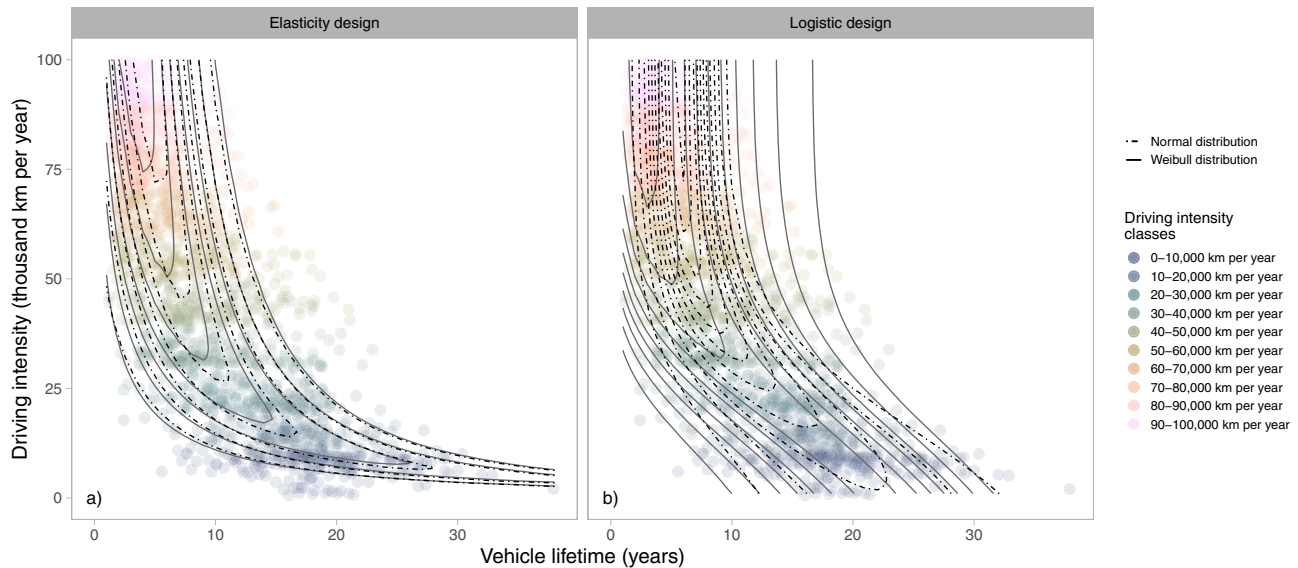 Elasticity design
Logistic design
Driving intensity (thousand km per year)
100
75
50
25
0
a)
b)
0
10
20
30
0
10
20
30
Vehicle lifetime (years)
Normal distribution
Weibull distribution
Driving intensity
classes
0–10,000 km per year
10–20,000 km per year
20–30,000 km per year
30–40,000 km per year
40–50,000 km per year
50–60,000 km per year
60–70,000 km per year
70–80,000 km per year
80–90,000 km per year
90–100,000 km per year